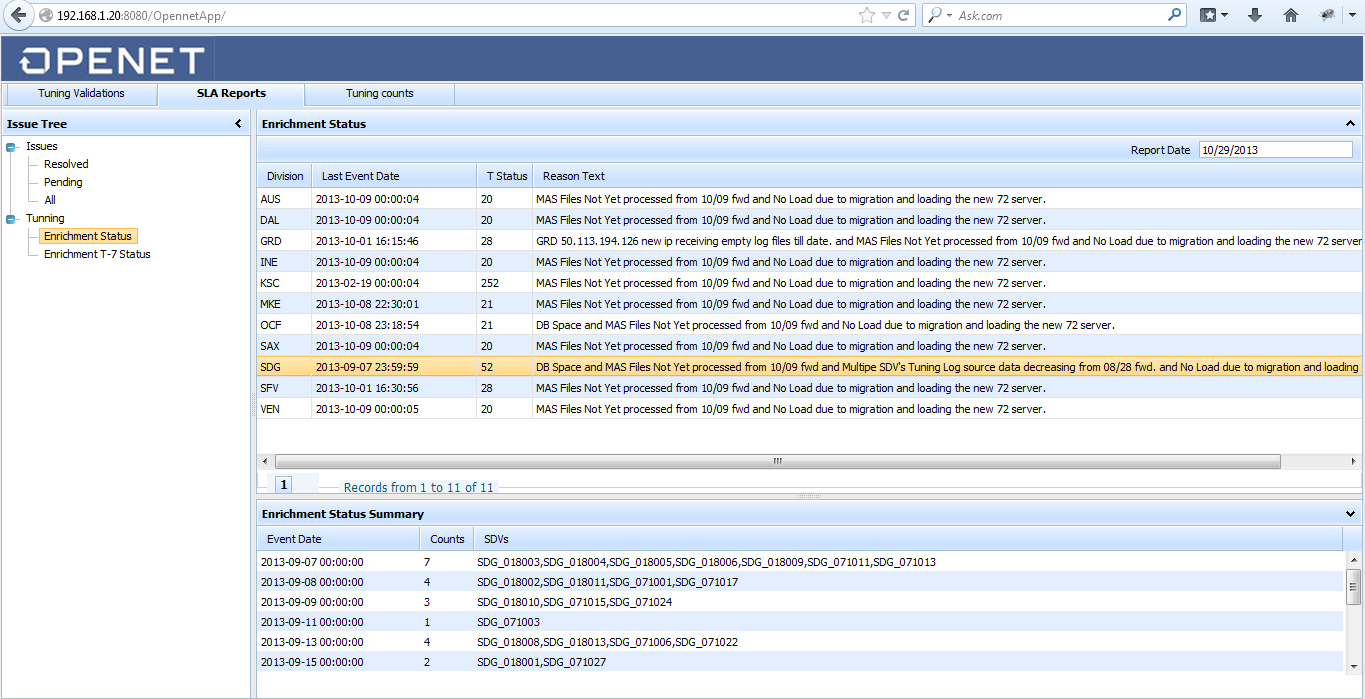 192.168.1.20:8080/OpennetApp/
Ask.com
OPENET
Tuning Validations SLA Reports Tuning counts
Issue Tree
Issues
Resolved
Pending
All
Tunning
Enrichment Status
Enrichment T-7 Status
Enrichment Status
Report Date 10/29/2013
Division Last Event Date T Status Reason Text
AUS 2013-10-09 00:00:04 20 MAS Files Not Yet processed from 10/09 fwd and No Load due to migration and loading the new 72 server.
DAL 2013-10-09 00:00:04 20 MAS Files Not Yet processed from 10/09 fwd and No Load due to migration and loading the new 72 server.
GRD 2013-10-01 16:15:46 28 GRD 50.113.194.126 new ip receiving empty log files till date. and MAS Files Not Yet processed from 10/09 fwd and No Load due to migration and loading the new 72 server
INE 2013-10-09 00:00:04 20 MAS Files Not Yet processed from 10/09 fwd and No Load due to migration and loading the new 72 server.
KSC 2013-02-19 00:00:04 252 MAS Files Not Yet processed from 10/09 fwd and No Load due to migration and loading the new 72 server.
MKE 2013-10-08 22:30:01 21 MAS Files Not Yet processed from 10/09 fwd and No Load due to migration and loading the new 72 server.
OCF 2013-10-08 23:18:54 21 DB Space and MAS Files Not Yet processed from 10/09 fwd and No Load due to migration and loading the new 72 server.
SAX 2013-10-09 00:00:04 20 MAS Files Not Yet processed from 10/09 fwd and No Load due to migration and loading the new 72 server.
SDG 2013-09-07 23:59:59 52 DB Space and MAS Files Not Yet processed from 10/09 fwd and Multipe SDV's Tuning Log source data decreasing from 08/28 fwd. and No Load due to migration and loading
SFV 2013-10-01 16:30:56 28 MAS Files Not Yet processed from 10/09 fwd and No Load due to migration and loading the new 72 server.
VEN 2013-10-09 00:00:05 20 MAS Files Not Yet processed from 10/09 fwd and No Load due to migration and loading the new 72 server.
1 Records from 1 to 11 of 11
Enrichment Status Summary
Event Date Counts SDVs
2013-09-07 00:00:00 7 SDG_018003,SDG_018004,SDG_018005,SDG_018006,SDG_018009,SDG_071011,SDG_071013
2013-09-08 00:00:00 4 SDG_018002,SDG_018011,SDG_071001,SDG_071017
2013-09-09 00:00:00 3 SDG_018010,SDG_071015,SDG_071024
2013-09-11 00:00:00 1 SDG_071003
2013-09-13 00:00:00 4 SDG_018008,SDG_018013,SDG_071006,SDG_071022
2013-09-15 00:00:00 2 SDG_018001,SDG_071027